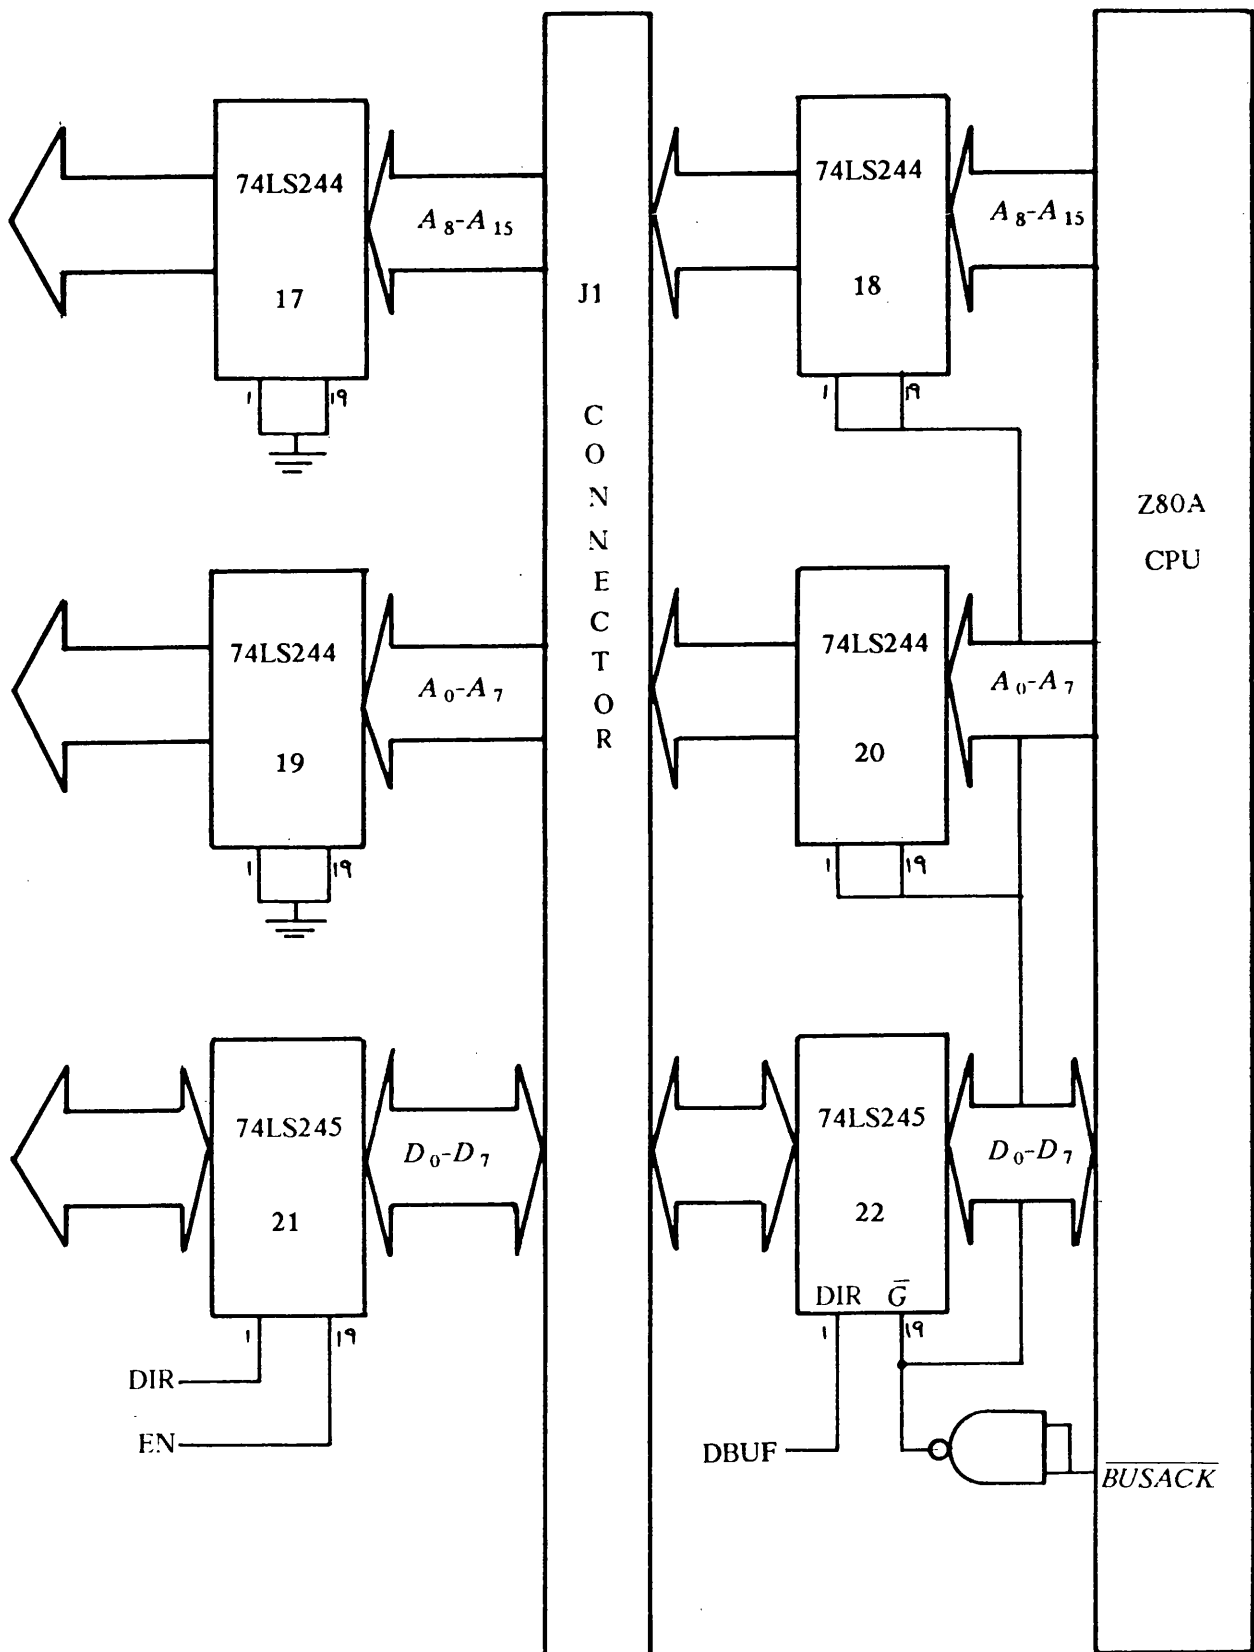 74LS244
17
1
19
A8-A15
J1
CONNECTOR
74LS244
18
1
19
A8-A15
Z80A
CPU
74LS244
19
1
19
A0-A7
74LS244
20
1
19
A0-A7
74LS245
21
1
19
DIR
EN
D0-D7
74LS245
22
DIR G̅
1
19
DBUF
D0-D7
B̅U̅S̅A̅C̅K̅